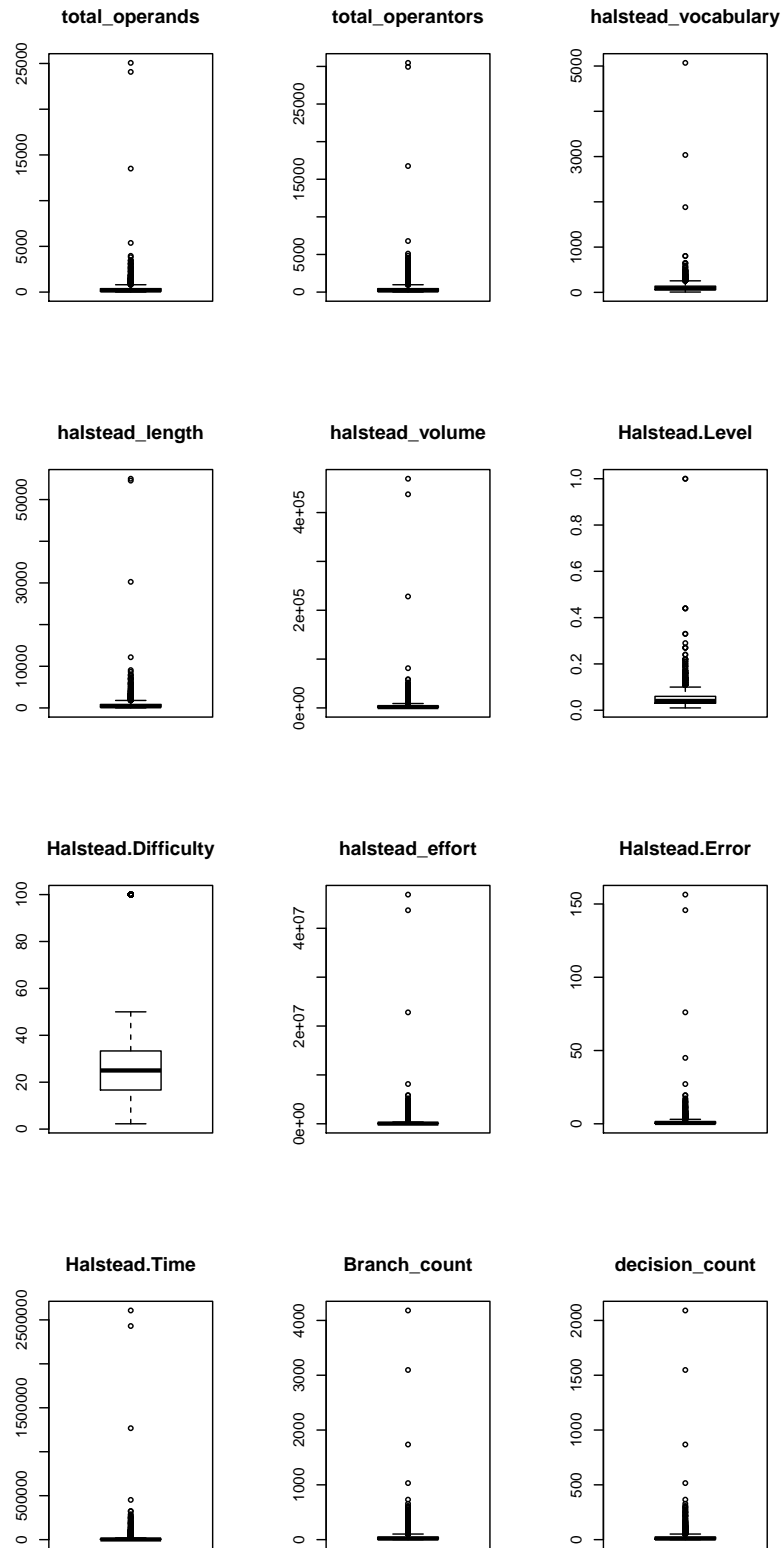 total_operands
total_operantors
halstead_vocabulary
0 5000 15000 25000
0 5000 15000 25000
0 1000 3000 5000
halstead_length
halstead_volume
Halstead.Level
0 10000 30000 50000
0e+00 2e+05 4e+05
0.0 0.2 0.4 0.6 0.8 1.0
Halstead.Difficulty
halstead_effort
Halstead.Error
0 20 40 60 80 100
0e+00 2e+07 4e+07
0 50 100 150
Halstead.Time
Branch_count
decision_count
0 500000 1500000 2500000
0 1000 2000 3000 4000
0 500 1000 1500 2000